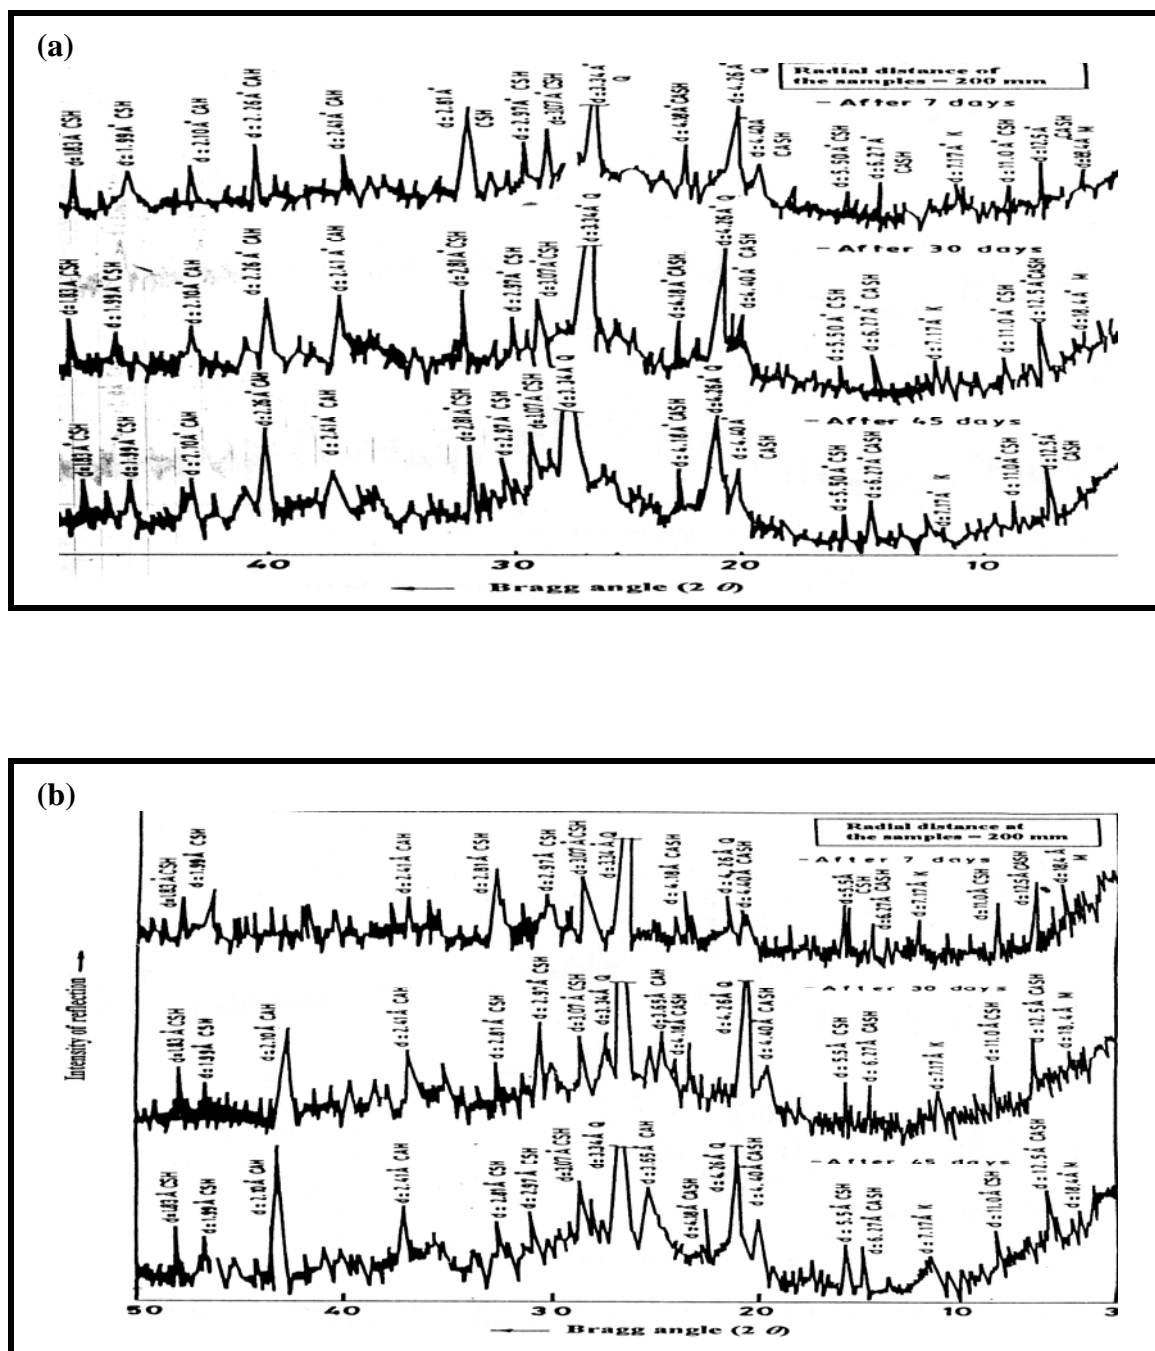 (a)
Radial distance of
the samples – 200 mm
– After 7 days
d=1.83Å CSH
d=1.99Å CSH
d:2.10Å CAH
d=2.26Å CAH
d=2.41Å CAH
d=2.81Å
CSH
d=2.97Å CSH
d=3.07Å CSH
d=3.34Å
Q
d=4.18Å CASH
d=4.26Å
Q
d=4.40Å
CASH
d:5.50Å CSH
d=6.27Å
CASH
d=7.17Å K
d=11.0Å CSH
d=12.5Å
CASH
d=18.4Å M
– After 30 days
d=1.83Å CSH
d=1.99Å CSH
d=2.10Å CAH
d=2.26Å CAH
d=2.41Å CAH
d=2.81Å CSH
d=2.97Å CSH
d=3.07Å CSH
d=3.34Å Q
d=4.18Å CASH
d=4.26Å Q
d=4.40Å CASH
d=5.50Å CSH
d=6.27Å CASH
d=7.17Å K
d=11.0Å CSH
d=12.5Å CASH
d=18.4Å M
– After 45 days
d=1.83Å CSH
d=1.99Å CSH
d=2.10Å CAH
d=2.26Å CAH
d=2.41Å CAH
d=2.81Å CSH
d=2.97Å CSH
d=3.07Å CSH
d=3.34Å Q
d=4.18Å CASH
d=4.26Å Q
d=4.40Å
CASH
d=5.50Å CSH
d=6.27Å CASH
d=7.17Å K
d=11.0Å CSH
d=12.5Å
CASH
40 30 20 10
Bragg angle (2 θ)
(b)
Radial distance at
the samples – 200 mm
– After 7 days
d=1.83Å CSH
d=1.99Å CSH
d=2.41Å CAH
d=2.81Å CSH
d=2.97Å CSH
d=3.07Å CSH
d=3.34Å Q
d=4.18Å CASH
d=4.26Å Q
d=4.40Å CASH
d=5.5Å
CSH
d=6.27Å CASH
d=7.17Å K
d=11.0Å CSH
d=12.5Å CASH
d=18.4Å
M
– After 30 days
d=1.83Å CSH
d=1.99Å CSH
d=2.10Å CAH
d=2.41Å CAH
d=2.81Å CSH
d=2.97Å CSH
d=3.07Å CSH
d=3.34Å Q
d=3.65Å CAH
d=4.18Å CASH
d=4.26Å Q
d=4.40Å CASH
d=5.5Å CSH
d=6.27Å CASH
d=7.17Å K
d=11.0Å CSH
d=12.5Å CASH
d=18.4Å M
– After 45 days
d=1.83Å CSH
d=1.99Å CSH
d=2.10Å CAH
d=2.41Å CAH
d=2.81Å CSH
d=2.97Å CSH
d=3.07Å CSH
d=3.34Å Q
d=3.65Å CAH
d=4.18Å CASH
d=4.26Å Q
d=4.40Å CASH
d=5.5Å CSH
d=6.27Å CASH
d=7.17Å K
d=11.0Å CSH
d=12.5Å CASH
d=18.4Å M
Intensity of reflection
50 40 30 20 10 3
Bragg angle (2 θ)